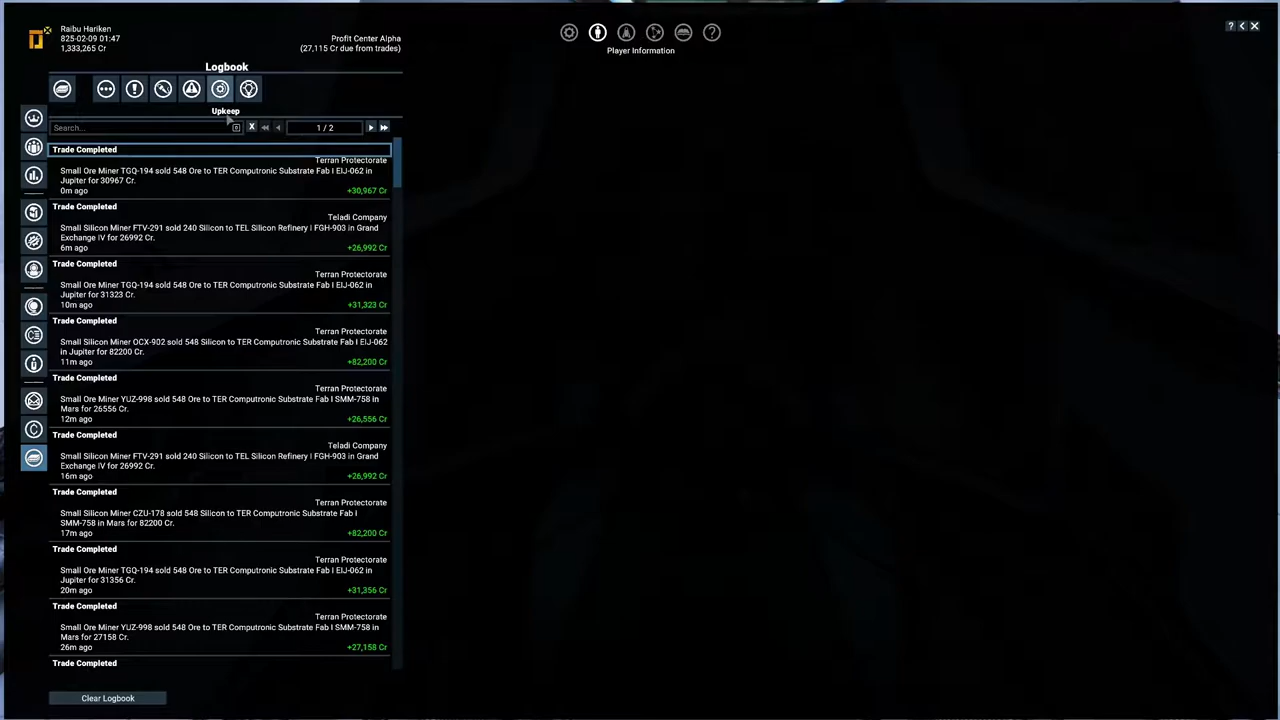 Raibu Hariken
825-02-09 01:47
1,333,265 Cr
Profit Center Alpha
(27,115 Cr due from trades)
?
Player Information
?
Logbook
Upkeep
Search...
X
1 / 2
Trade Completed
Terran Protectorate
Small Ore Miner TGQ-194 sold 548 Ore to TER Computronic Substrate Fab I EIJ-062 in
Jupiter for 30967 Cr.
0m ago
+30,967 Cr
Trade Completed
Teladi Company
Small Silicon Miner FTV-291 sold 240 Silicon to TEL Silicon Refinery I FGH-903 in Grand
Exchange IV for 26992 Cr.
6m ago
+26,992 Cr
Trade Completed
Terran Protectorate
Small Ore Miner TGQ-194 sold 548 Ore to TER Computronic Substrate Fab I EIJ-062 in
Jupiter for 31323 Cr.
10m ago
+31,323 Cr
Trade Completed
Terran Protectorate
Small Silicon Miner OCX-902 sold 548 Silicon to TER Computronic Substrate Fab I EIJ-062
in Jupiter for 82200 Cr.
11m ago
+82,200 Cr
Trade Completed
Terran Protectorate
Small Ore Miner YUZ-998 sold 548 Ore to TER Computronic Substrate Fab I SMM-758 in
Mars for 26556 Cr.
12m ago
+26,556 Cr
Trade Completed
Teladi Company
Small Silicon Miner FTV-291 sold 240 Silicon to TEL Silicon Refinery I FGH-903 in Grand
Exchange IV for 26992 Cr.
16m ago
+26,992 Cr
Trade Completed
Terran Protectorate
Small Silicon Miner CZU-178 sold 548 Silicon to TER Computronic Substrate Fab I
SMM-758 in Mars for 82200 Cr.
17m ago
+82,200 Cr
Trade Completed
Terran Protectorate
Small Ore Miner TGQ-194 sold 548 Ore to TER Computronic Substrate Fab I EIJ-062 in
Jupiter for 31356 Cr.
20m ago
+31,356 Cr
Trade Completed
Terran Protectorate
Small Ore Miner YUZ-998 sold 548 Ore to TER Computronic Substrate Fab I SMM-758 in
Mars for 27158 Cr.
26m ago
+27,158 Cr
Trade Completed
Clear Logbook